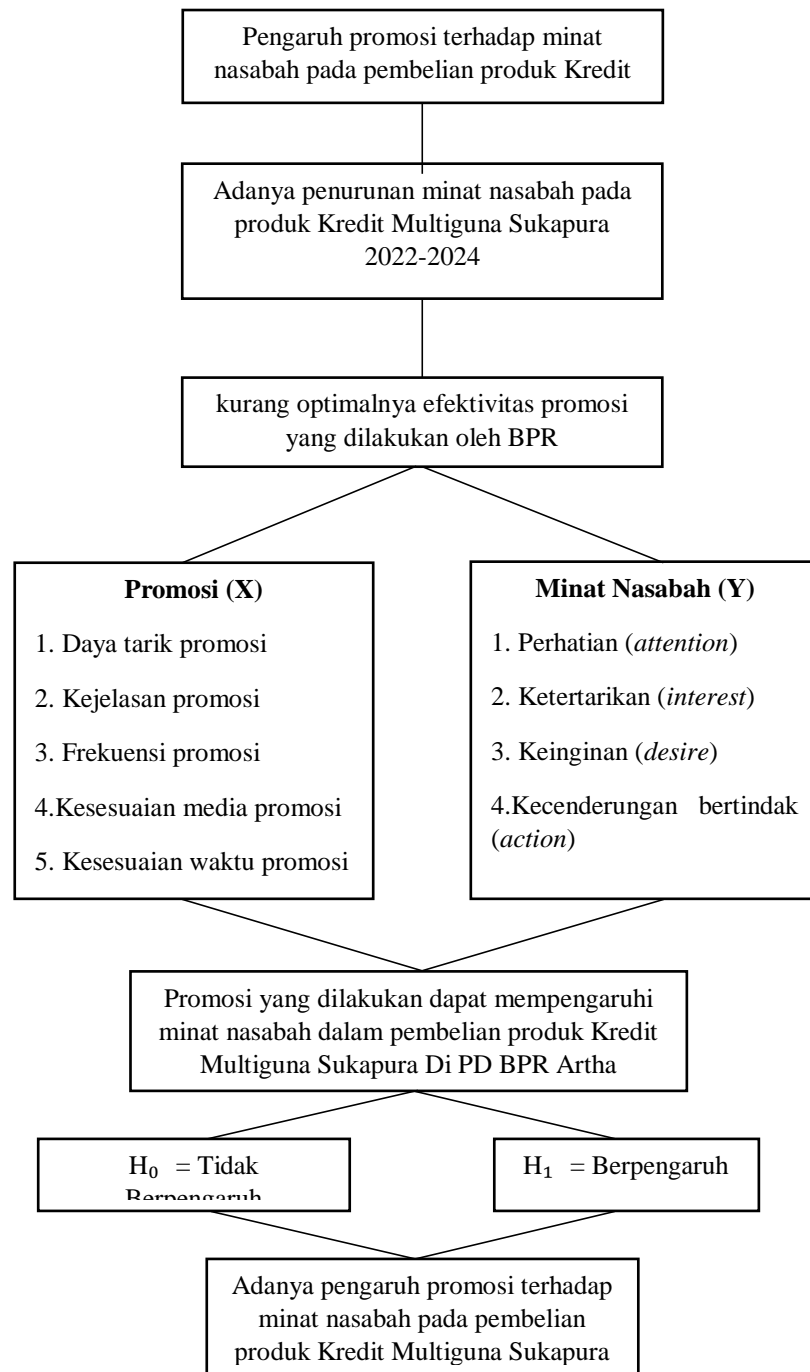 Pengaruh promosi terhadap minat
nasabah pada pembelian produk Kredit
Adanya penurunan minat nasabah pada
produk Kredit Multiguna Sukapura
2022-2024
kurang optimalnya efektivitas promosi
yang dilakukan oleh BPR
Promosi (X)
1. Daya tarik promosi
2. Kejelasan promosi
3. Frekuensi promosi
4.Kesesuaian media promosi
5. Kesesuaian waktu promosi
Minat Nasabah (Y)
1. Perhatian (attention)
2. Ketertarikan (interest)
3. Keinginan (desire)
4.Kecenderungan bertindak
(action)
Promosi yang dilakukan dapat mempengaruhi
minat nasabah dalam pembelian produk Kredit
Multiguna Sukapura Di PD BPR Artha
H₀ = Tidak
Berpengaruh
H₁ = Berpengaruh
Adanya pengaruh promosi terhadap
minat nasabah pada pembelian
produk Kredit Multiguna Sukapura